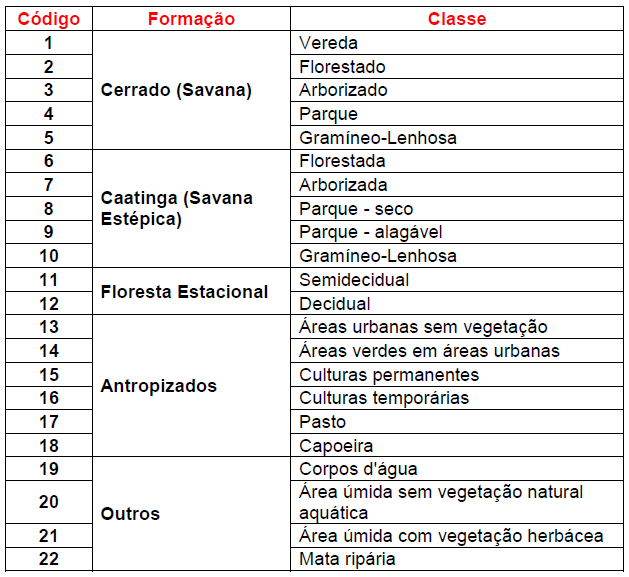 Código Formação Classe
1 Vereda
2 Florestado
3 Cerrado (Savana) Arborizado
4 Parque
5 Gramíneo-Lenhosa
6 Florestada
7 Arborizada
8 Caatinga (Savana Estépica) Parque - seco
9 Parque - alagável
10 Gramíneo-Lenhosa
11 Floresta Estacional Semidecidual
12 Decidual
13 Áreas urbanas sem vegetação
14 Áreas verdes em áreas urbanas
15 Antropizados Culturas permanentes
16 Culturas temporárias
17 Pasto
18 Capoeira
19 Corpos d'água
20 Outros Área úmida sem vegetação natural
aquática
21 Área úmida com vegetação herbácea
22 Mata ripária